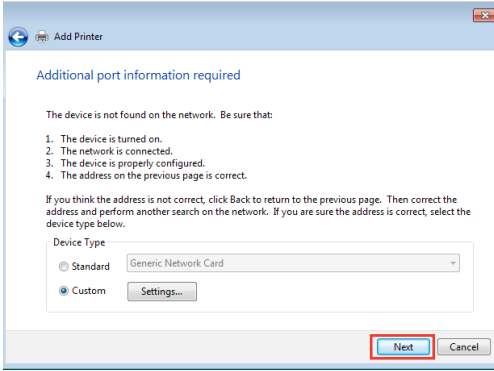 Add Printer
Additional port information required
The device is not found on the network. Be sure that:
1. The device is turned on.
2. The network is connected.
3. The device is properly configured.
4. The address on the previous page is correct.
If you think the address is not correct, click Back to return to the previous page. Then correct the
address and perform another search on the network. If you are sure the address is correct, select the
device type below.
Device Type
Standard Generic Network Card
Custom Settings...
Next Cancel